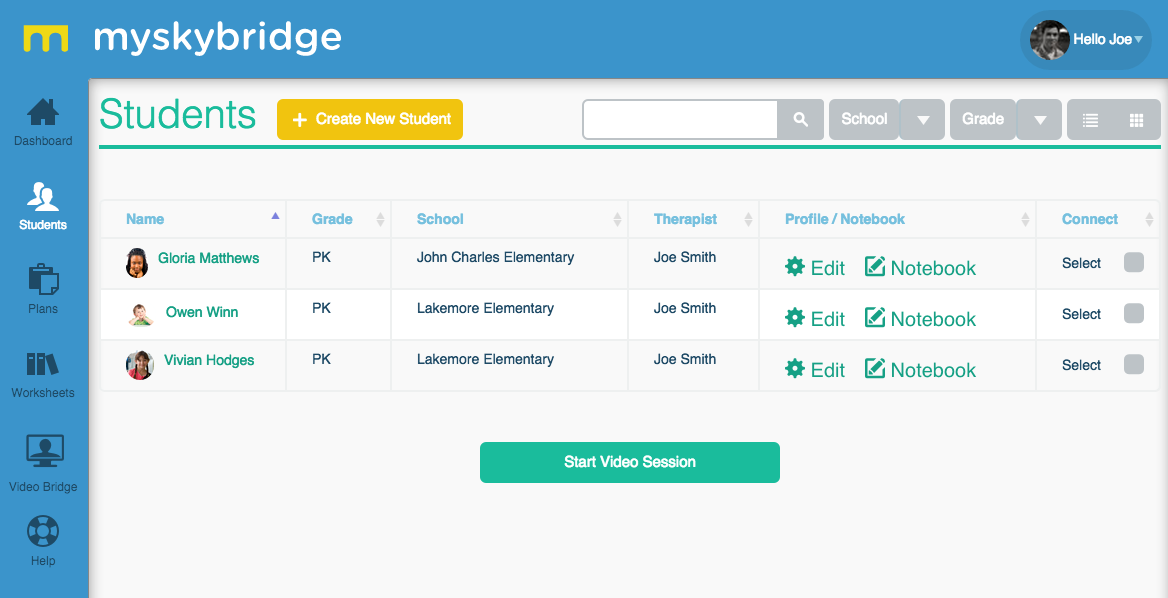 myskybridge
Hello Joe
Dashboard
Students
Plans
Worksheets
Video Bridge
Help
Students
Create New Student
School
Grade
Name Grade School Therapist Profile / Notebook Connect
Gloria Matthews PK John Charles Elementary Joe Smith Edit Notebook Select
Owen Winn PK Lakemore Elementary Joe Smith Edit Notebook Select
Vivian Hodges PK Lakemore Elementary Joe Smith Edit Notebook Select
Start Video Session